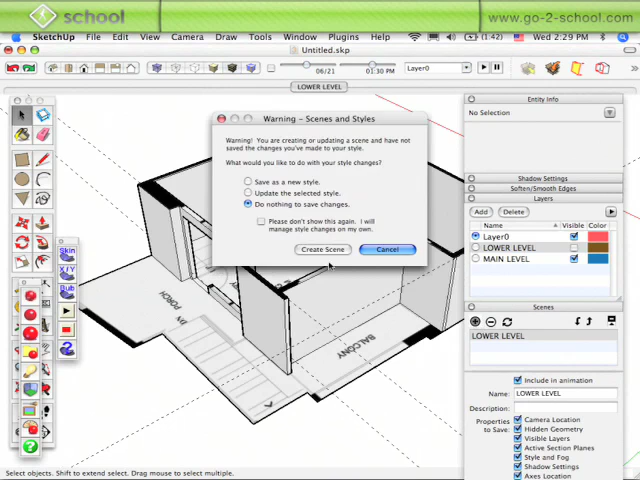 school
www.go-2-school.com
SketchUp File Edit View Camera Draw Tools Window Plugins Help (1:42) Wed 2:29 PM
Untitled.skp
06/21 01:30 PM Layer0
LOWER LEVEL
Warning – Scenes and Styles
Warning! You are creating or updating a scene and have not
saved the changes you've made to your style.
What would you like to do with your style changes?
Save as a new style.
Update the selected style.
Do nothing to save changes.
Please don't show this again. I will
manage style changes on my own.
Create Scene Cancel
Skin
X/Y
Bub
PORCH
DN
BALCONY
Entity Info
No Selection
Shadow Settings
Soften/Smooth Edges
Layers
Add Delete
Name Visible Color
Layer0
LOWER LEVEL
MAIN LEVEL
Scenes
LOWER LEVEL
Include in animation
Name: LOWER LEVEL
Description:
Properties
to Save:
Camera Location
Hidden Geometry
Visible Layers
Active Section Planes
Style and Fog
Shadow Settings
Axes Location
Select objects. Shift to extend select. Drag mouse to select multiple.